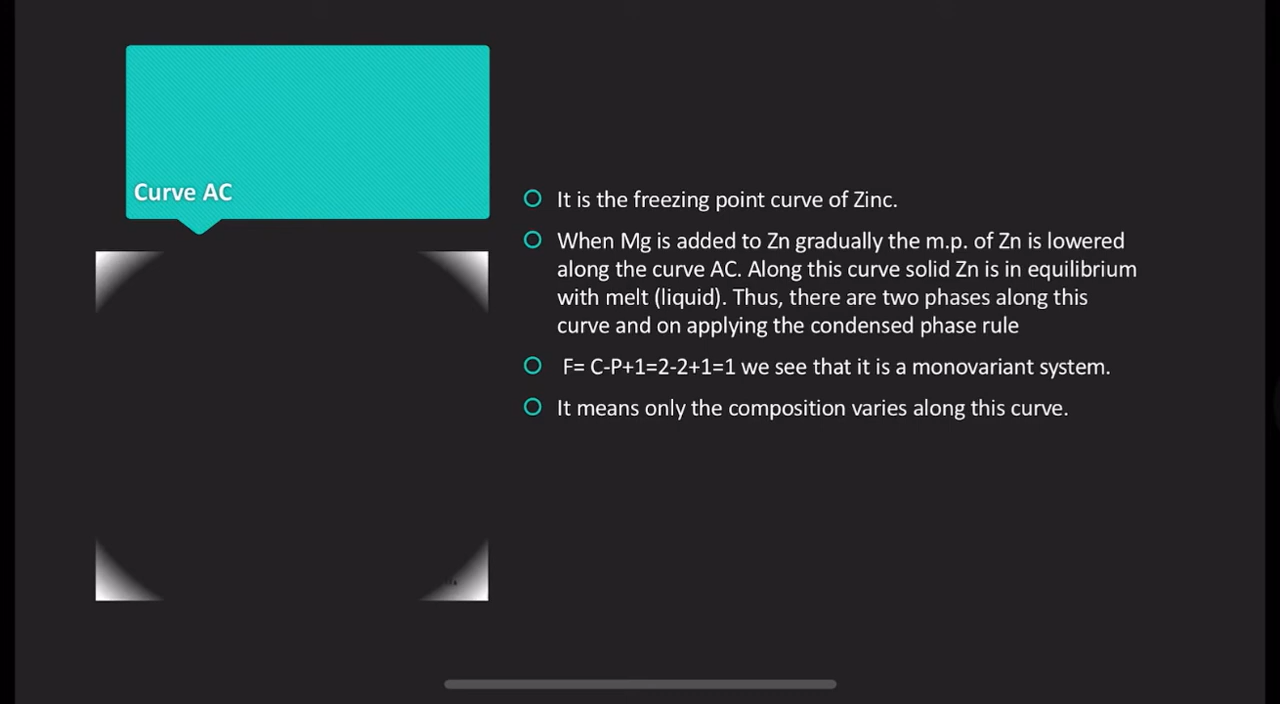 Curve AC
It is the freezing point curve of Zinc.
When Mg is added to Zn gradually the m.p. of Zn is lowered
along the curve AC. Along this curve solid Zn is in equilibrium
with melt (liquid). Thus, there are two phases along this
curve and on applying the condensed phase rule
F= C-P+1=2-2+1=1 we see that it is a monovariant system.
It means only the composition varies along this curve.